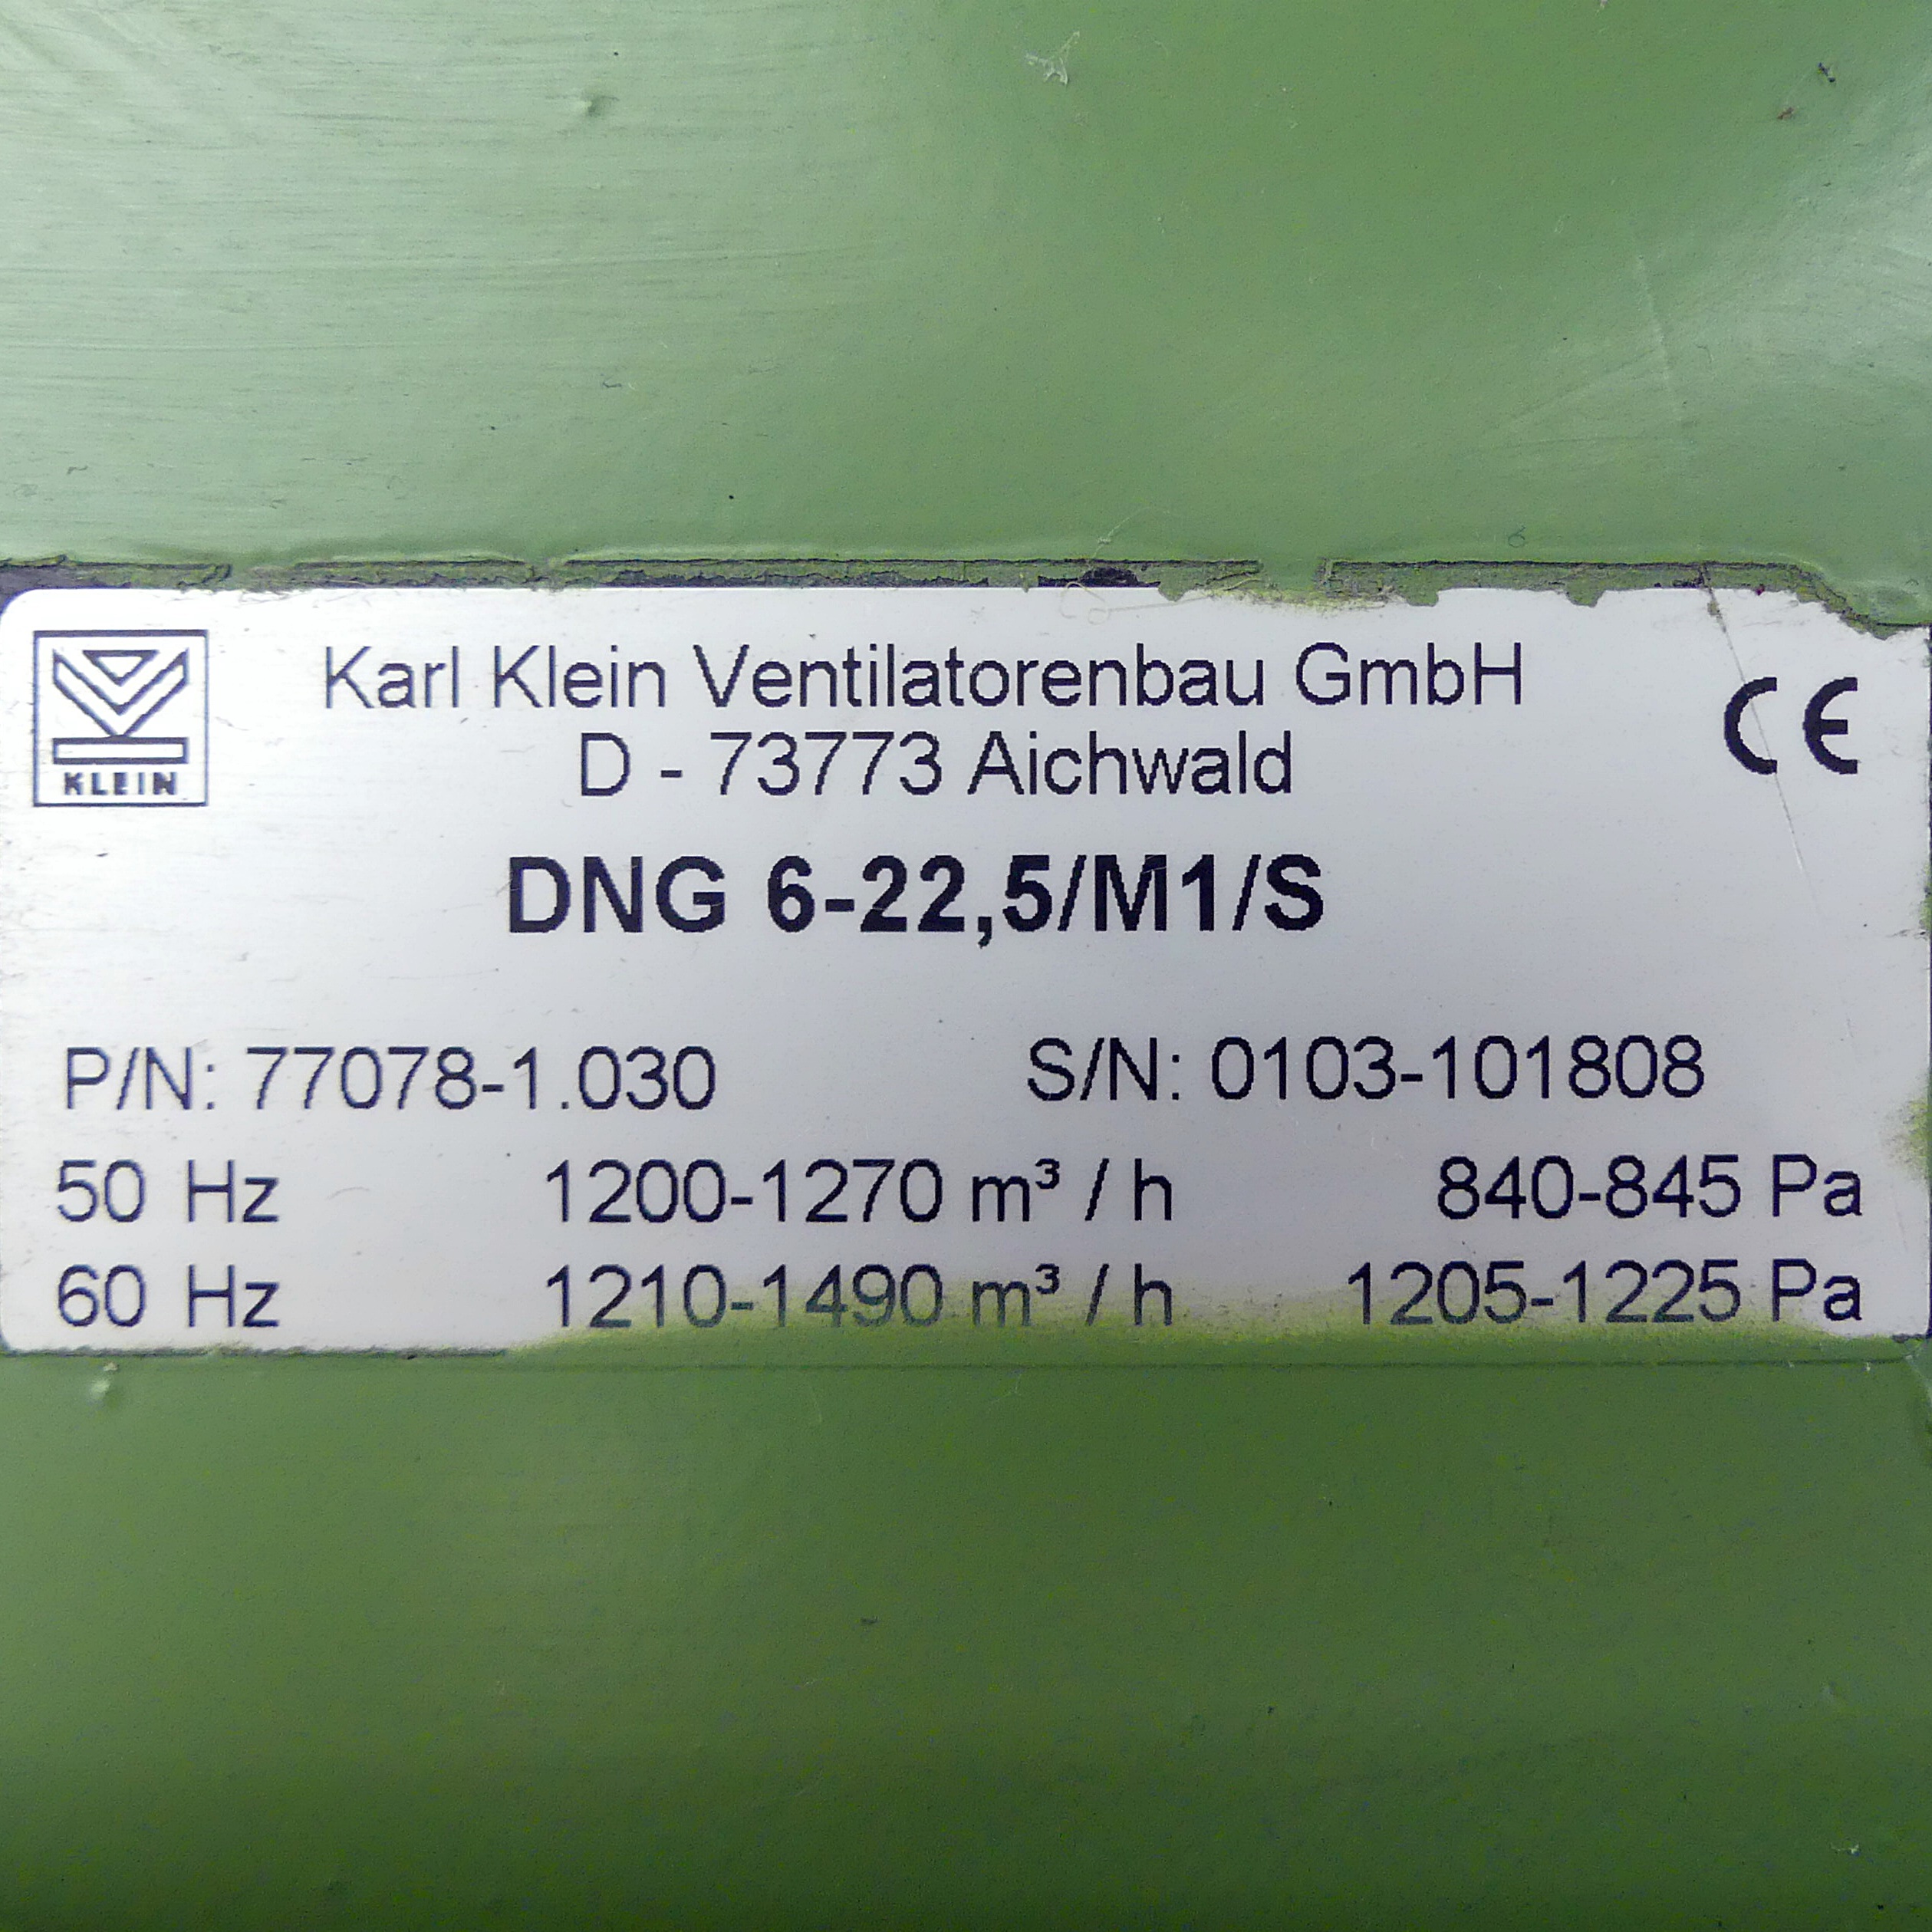 KLEIN
Karl Klein Ventilatorenbau GmbH
D - 73773 Aichwald
CE
DNG 6-22,5/M1/S
P/N: 77078-1.030 S/N: 0103-101808
50 Hz 1200-1270 m³ / h 840-845 Pa
60 Hz 1210-1490 m³ / h 1205-1225 Pa